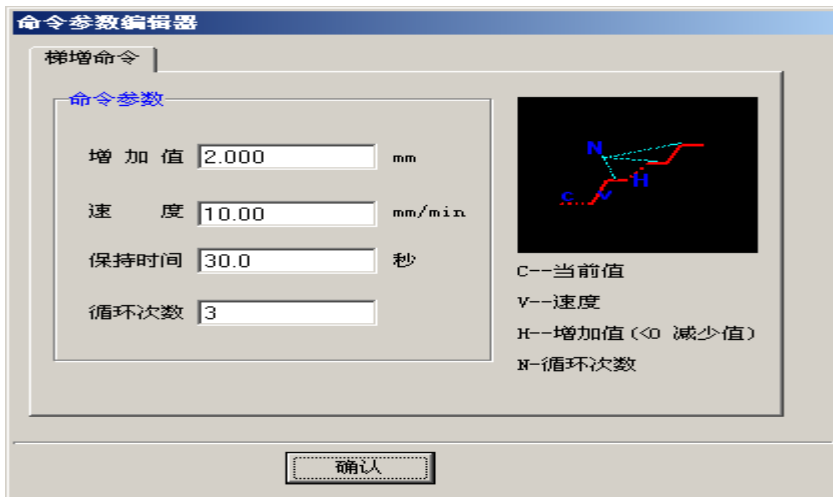 命令参数编辑器
梯增命令
命令参数
增 加 值 2.000 mm
速 度 10.00 mm/min
保持时间 30.0 秒
循环次数 3
N
H
C V
C--当前值
V--速度
H--增加值(<0 减少值)
N-循环次数
确认